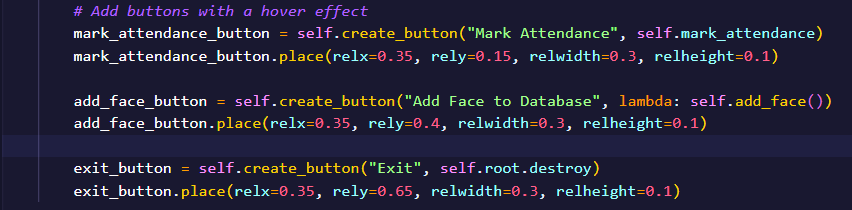 # Add buttons with a hover effect
mark_attendance_button = self.create_button("Mark Attendance", self.mark_attendance)
mark_attendance_button.place(relx=0.35, rely=0.15, relwidth=0.3, relheight=0.1)
add_face_button = self.create_button("Add Face to Database", lambda: self.add_face())
add_face_button.place(relx=0.35, rely=0.4, relwidth=0.3, relheight=0.1)
exit_button = self.create_button("Exit", self.root.destroy)
exit_button.place(relx=0.35, rely=0.65, relwidth=0.3, relheight=0.1)